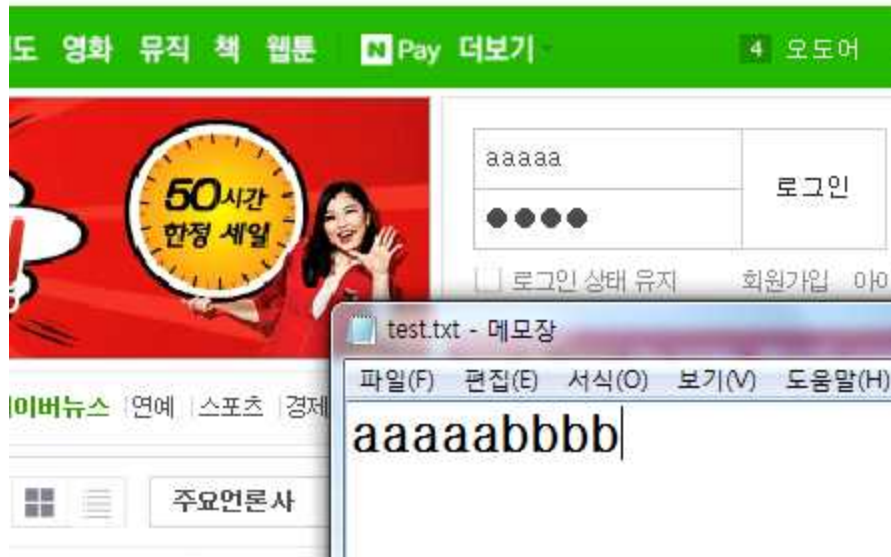 영화 뮤직 책 웹툰 N Pay 더보기 4 오도어
50시간
한정 세일
aaaaa
●●●●
로그인
로그인 상태 유지 회원가입
test.txt - 메모장
파일(F) 편집(E) 서식(O) 보기(V) 도움말(H)
aaaaabbbb
이버뉴스 연예 스포츠 경제
주요언론사